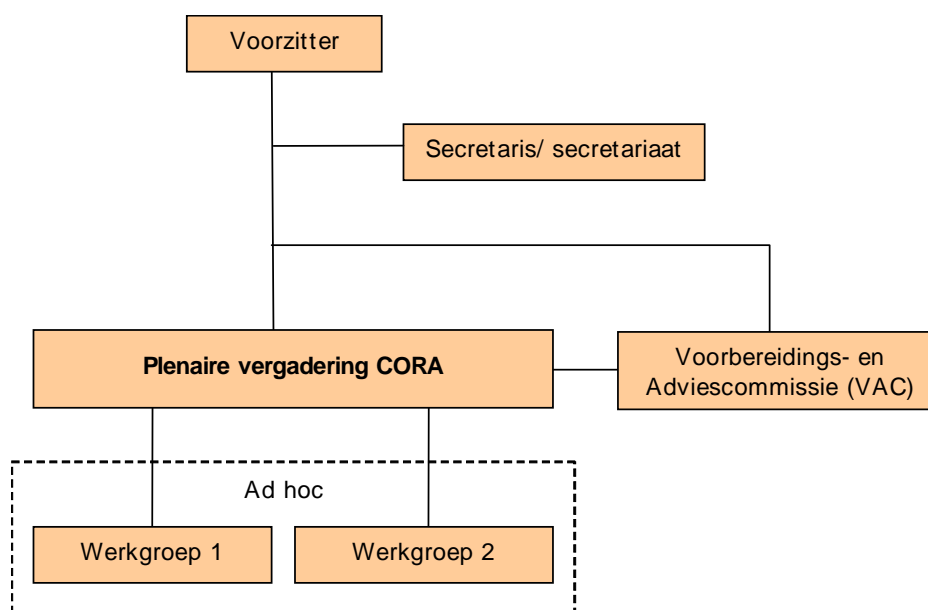 Voorzitter
Secretaris/ secretariaat
Plenaire vergadering CORA
Voorbereidings- en
Adviescommissie (VAC)
Ad hoc
Werkgroep 1
Werkgroep 2